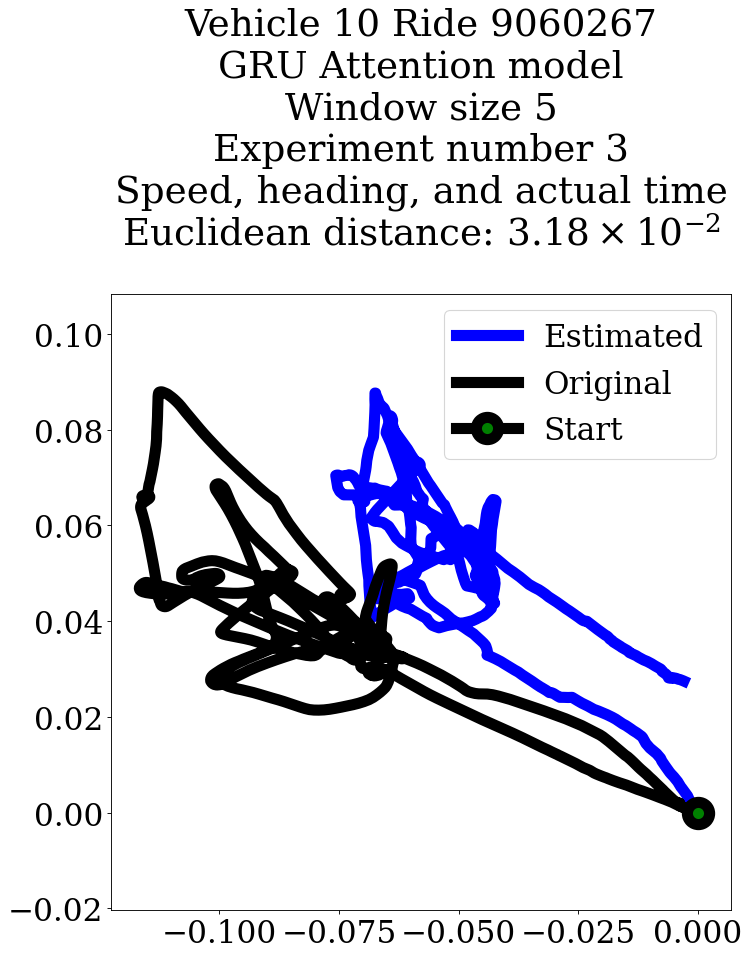 Vehicle 10 Ride 9060267
GRU Attention model
Window size 5
Experiment number 3
Speed, heading, and actual time
Euclidean distance: 3.18 × 10⁻²
Estimated
Original
Start
0.10
0.08
0.06
0.04
0.02
0.00
−0.02
−0.100 −0.075 −0.050 −0.025 0.000